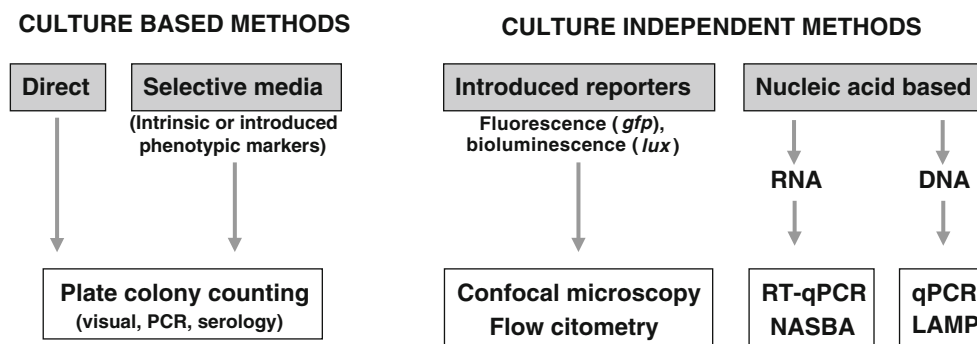 CULTURE BASED METHODS
Direct
Selective media
(Intrinsic or introduced
phenotypic markers)
Plate colony counting
(visual, PCR, serology)
CULTURE INDEPENDENT METHODS
Introduced reporters
Fluorescence (gfp),
bioluminescence (lux)
Confocal microscopy
Flow citometry
Nucleic acid based
RNA
RT-qPCR
NASBA
DNA
qPCR
LAMP